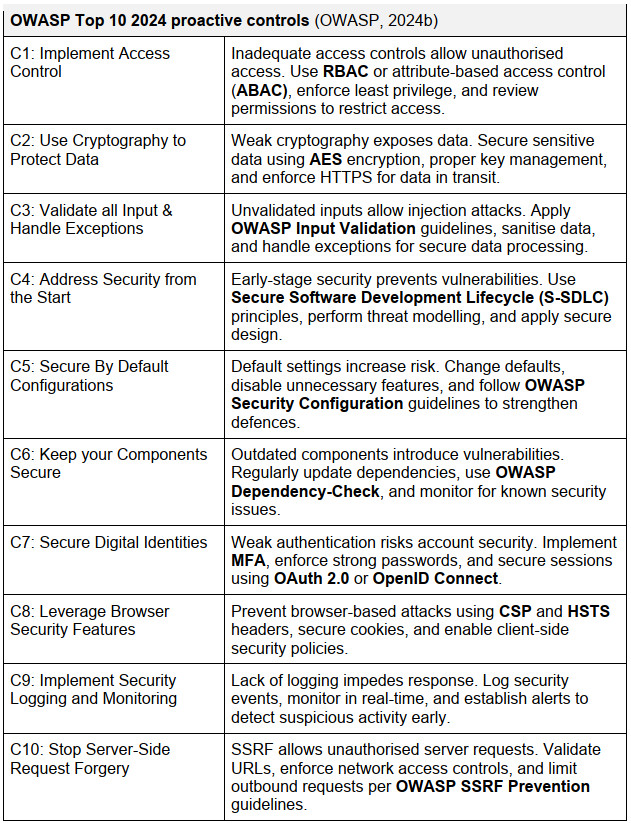 OWASP Top 10 2024 proactive controls (OWASP, 2024b)
C1: Implement Access
Control
Inadequate access controls allow unauthorised
access. Use RBAC or attribute-based access control
(ABAC), enforce least privilege, and review
permissions to restrict access.
C2: Use Cryptography to
Protect Data
Weak cryptography exposes data. Secure sensitive
data using AES encryption, proper key management,
and enforce HTTPS for data in transit.
C3: Validate all Input &
Handle Exceptions
Unvalidated inputs allow injection attacks. Apply
OWASP Input Validation guidelines, sanitise data,
and handle exceptions for secure data processing.
C4: Address Security from
the Start
Early-stage security prevents vulnerabilities. Use
Secure Software Development Lifecycle (S-SDLC)
principles, perform threat modelling, and apply secure
design.
C5: Secure By Default
Configurations
Default settings increase risk. Change defaults,
disable unnecessary features, and follow OWASP
Security Configuration guidelines to strengthen
defences.
C6: Keep your Components
Secure
Outdated components introduce vulnerabilities.
Regularly update dependencies, use OWASP
Dependency-Check, and monitor for known security
issues.
C7: Secure Digital Identities
Weak authentication risks account security. Implement
MFA, enforce strong passwords, and secure sessions
using OAuth 2.0 or OpenID Connect.
C8: Leverage Browser
Security Features
Prevent browser-based attacks using CSP and HSTS
headers, secure cookies, and enable client-side
security policies.
C9: Implement Security
Logging and Monitoring
Lack of logging impedes response. Log security
events, monitor in real-time, and establish alerts to
detect suspicious activity early.
C10: Stop Server-Side
Request Forgery
SSRF allows unauthorised server requests. Validate
URLs, enforce network access controls, and limit
outbound requests per OWASP SSRF Prevention
guidelines.